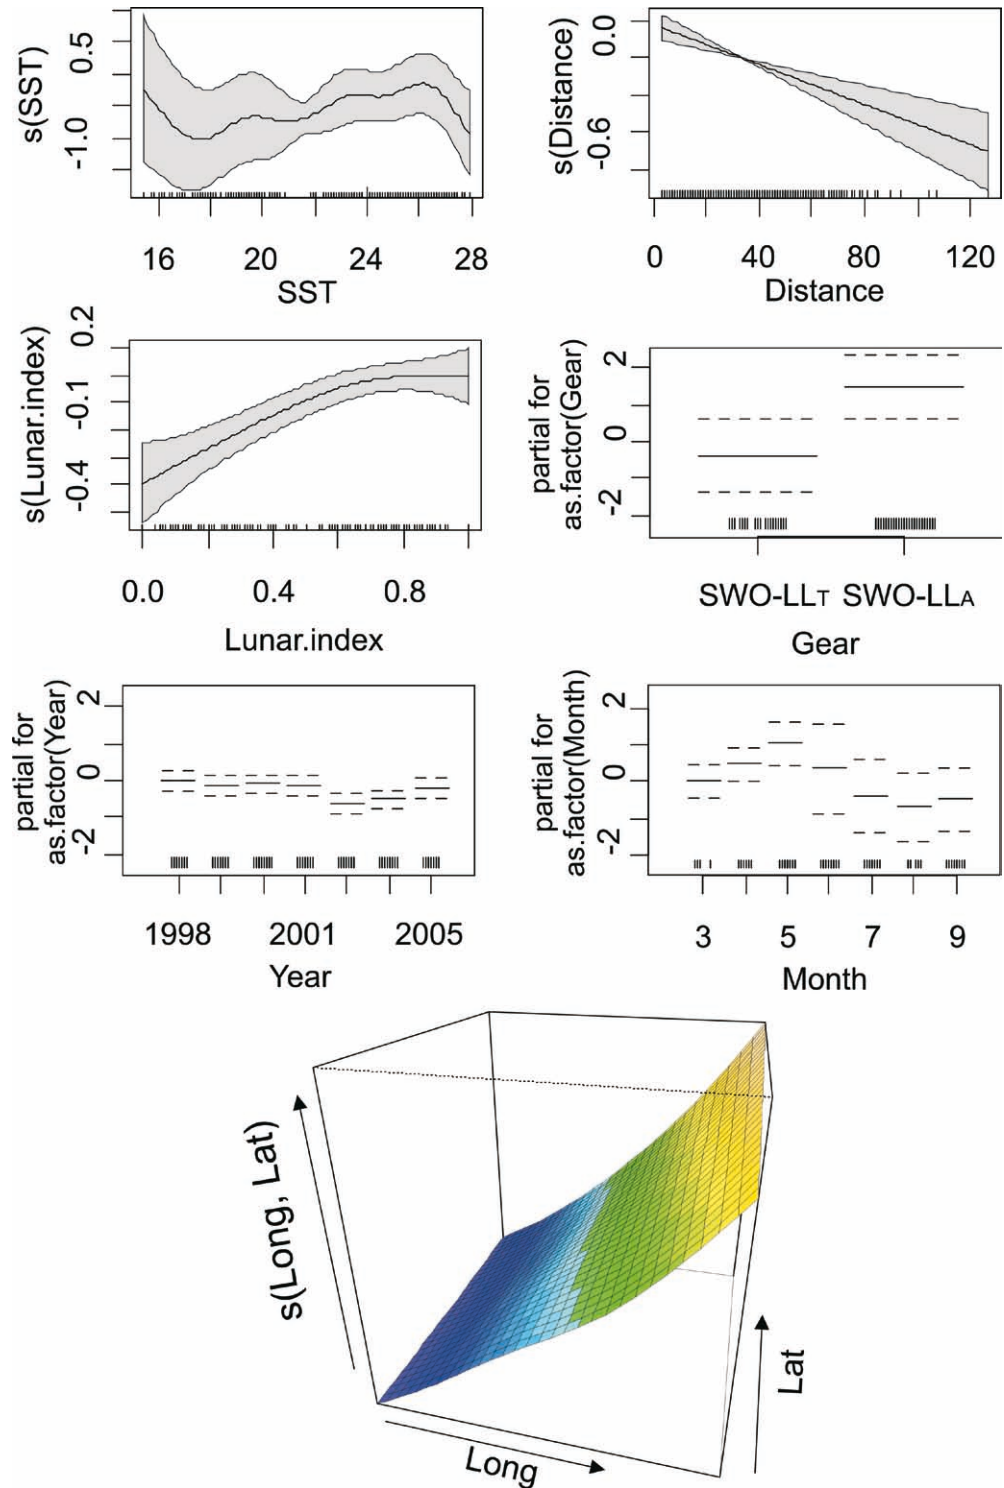 s(SST)
0.5
-1.0
16 20 24 28
SST
s(Distance)
0.0
-0.6
0 40 80 120
Distance
s(Lunar.index)
0.2
-0.1
-0.4
0.0 0.4 0.8
Lunar.index
partial for
as.factor(Gear)
2
0
-2
SWO-LLT SWO-LLA
Gear
partial for
as.factor(Year)
2
0
-2
1998 2001 2005
Year
partial for
as.factor(Month)
2
0
-2
3 5 7 9
Month
s(Long, Lat)
Long
Lat